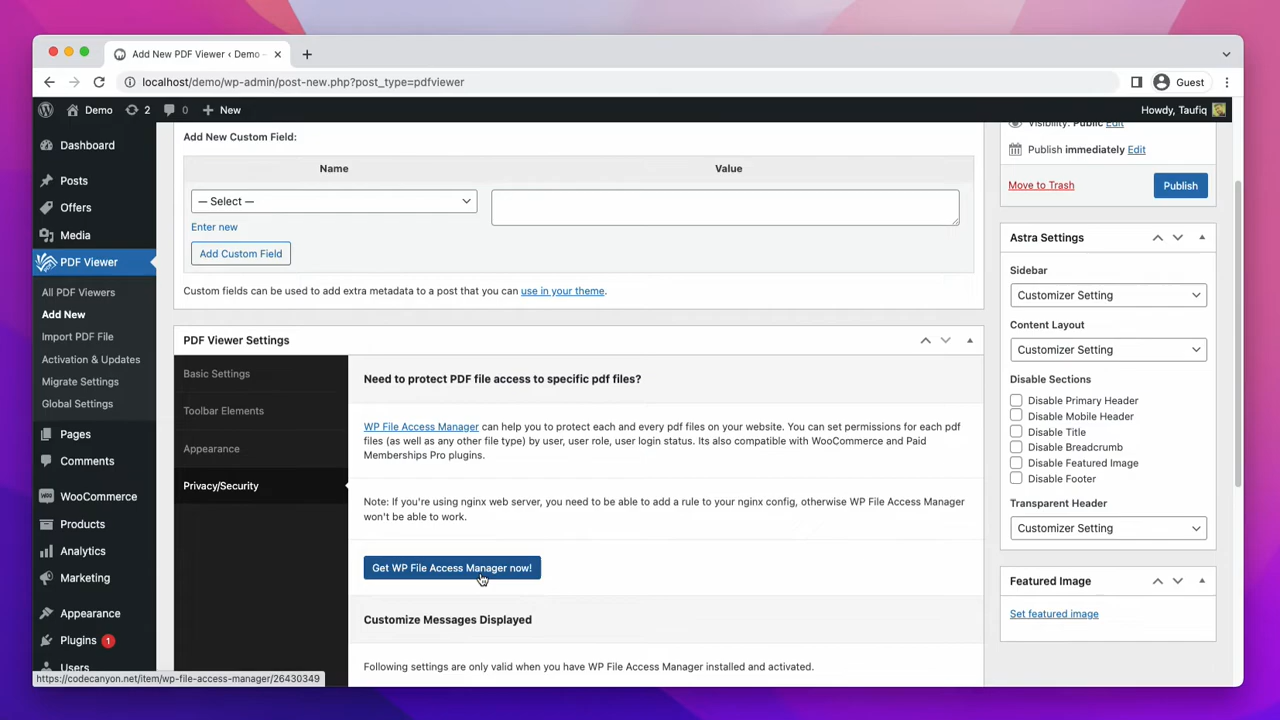 Add New PDF Viewer ‹ Demo
localhost/demo/wp-admin/post-new.php?post_type=pdfviewer
Guest
Demo
2
0
New
Howdy, Taufiq
Dashboard
Posts
Offers
Media
PDF Viewer
All PDF Viewers
Add New
Import PDF File
Activation & Updates
Migrate Settings
Global Settings
Pages
Comments
WooCommerce
Products
Analytics
Marketing
Appearance
Plugins 1
Users
Add New Custom Field:
Name
Value
— Select —
Enter new
Add Custom Field
Custom fields can be used to add extra metadata to a post that you can use in your theme.
PDF Viewer Settings
Basic Settings
Toolbar Elements
Appearance
Privacy/Security
Need to protect PDF file access to specific pdf files?
WP File Access Manager can help you to protect each and every pdf files on your website. You can set permissions for each pdf
files (as well as any other file type) by user, user role, user login status. Its also compatible with WooCommerce and Paid
Memberships Pro plugins.
Note: If you're using nginx web server, you need to be able to add a rule to your nginx config, otherwise WP File Access Manager
won't be able to work.
Get WP File Access Manager now!
Customize Messages Displayed
Following settings are only valid when you have WP File Access Manager installed and activated.
Visibility: Public Edit
Publish immediately Edit
Move to Trash
Publish
Astra Settings
Sidebar
Customizer Setting
Content Layout
Customizer Setting
Disable Sections
Disable Primary Header
Disable Mobile Header
Disable Title
Disable Breadcrumb
Disable Featured Image
Disable Footer
Transparent Header
Customizer Setting
Featured Image
Set featured image
https://codecanyon.net/item/wp-file-access-manager/26430349